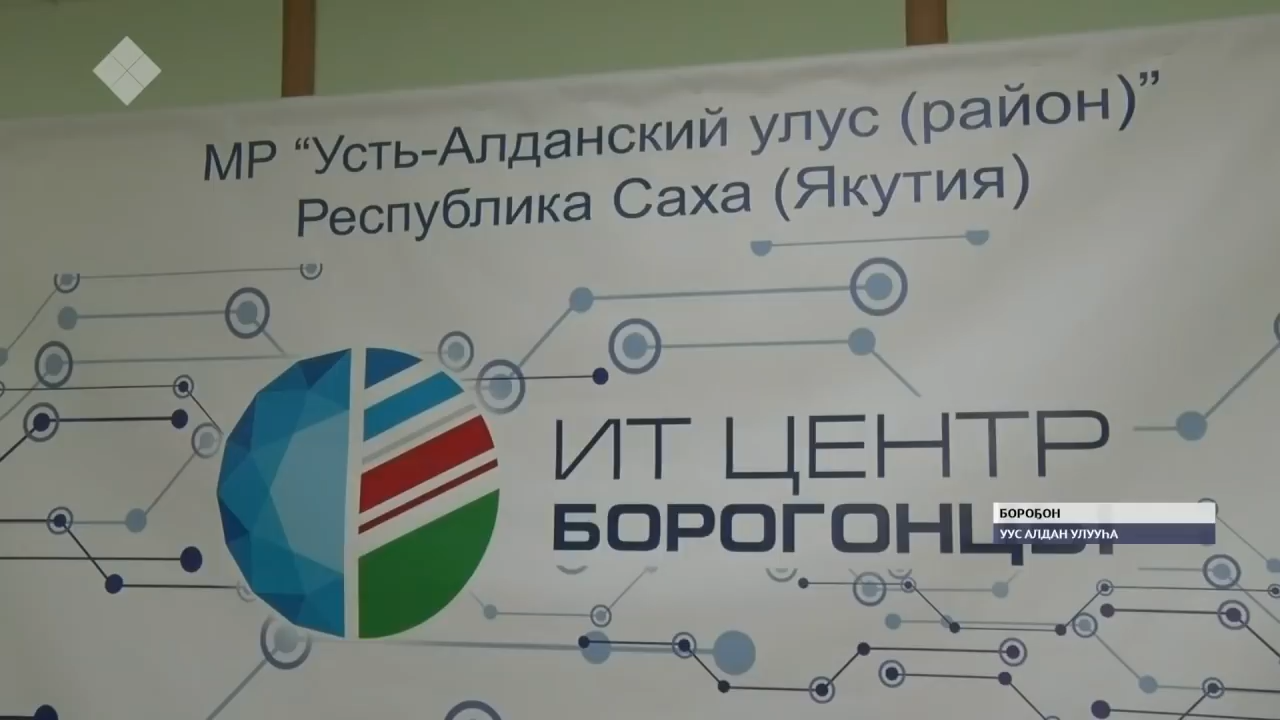 МР “Усть-Алданский улус (район)”
Республика Саха (Якутия)
ИТ ЦЕНТР
БОРОГОНЦЫ
БОРОҔОН
УУС АЛДАН УЛУУҺА